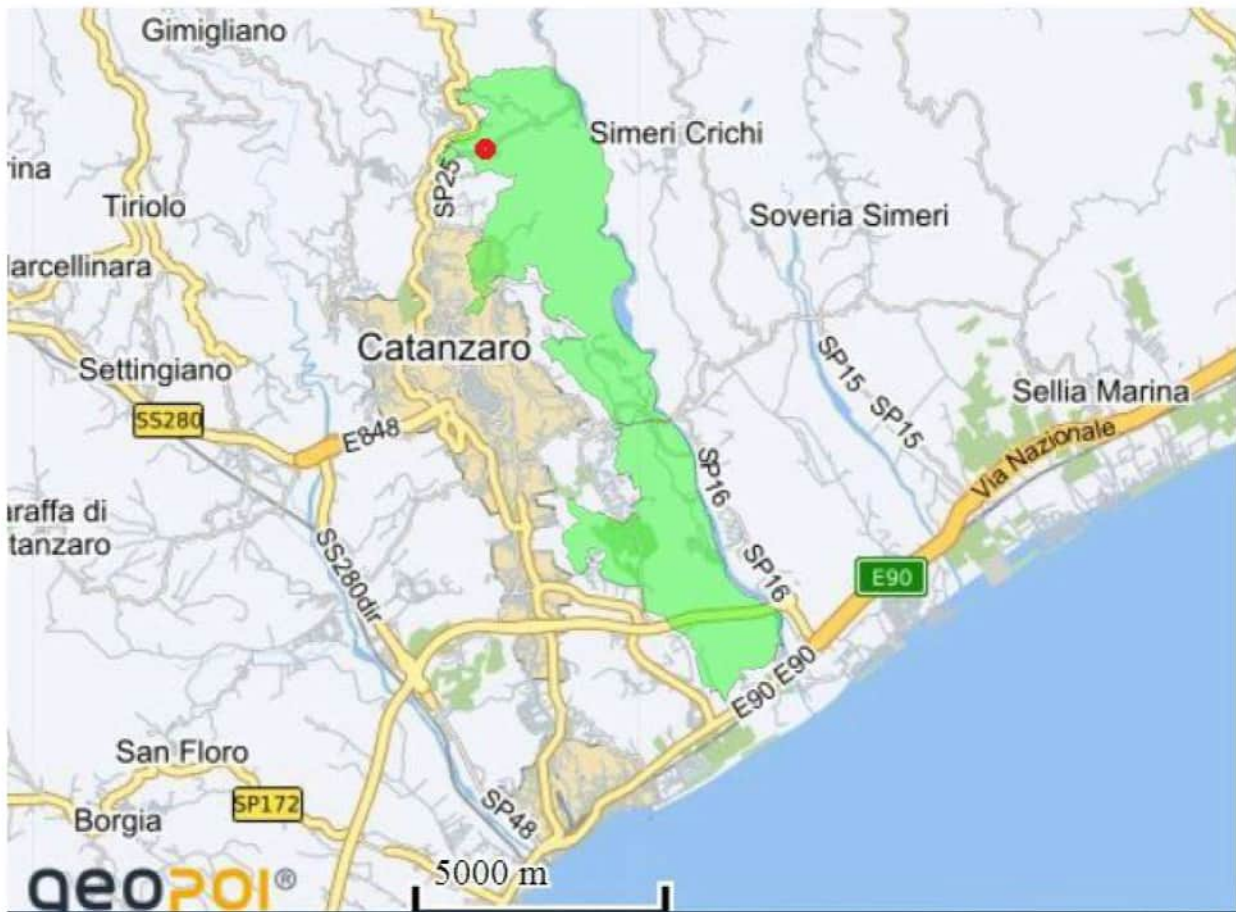 Gimigliano
Simeri Crichi
rina
SP25
Tiriolo
Soveria Simeri
larcellinara
Catanzaro
Settingiano
SP15
SP15
Sellia Marina
SS280
E848
Via Nazionale
SP16
araffa di
tanzaro
SS280dir
SP16
E90
E90 E90
San Floro
SP172
Borgia
SP48
5000 m
geopoi®